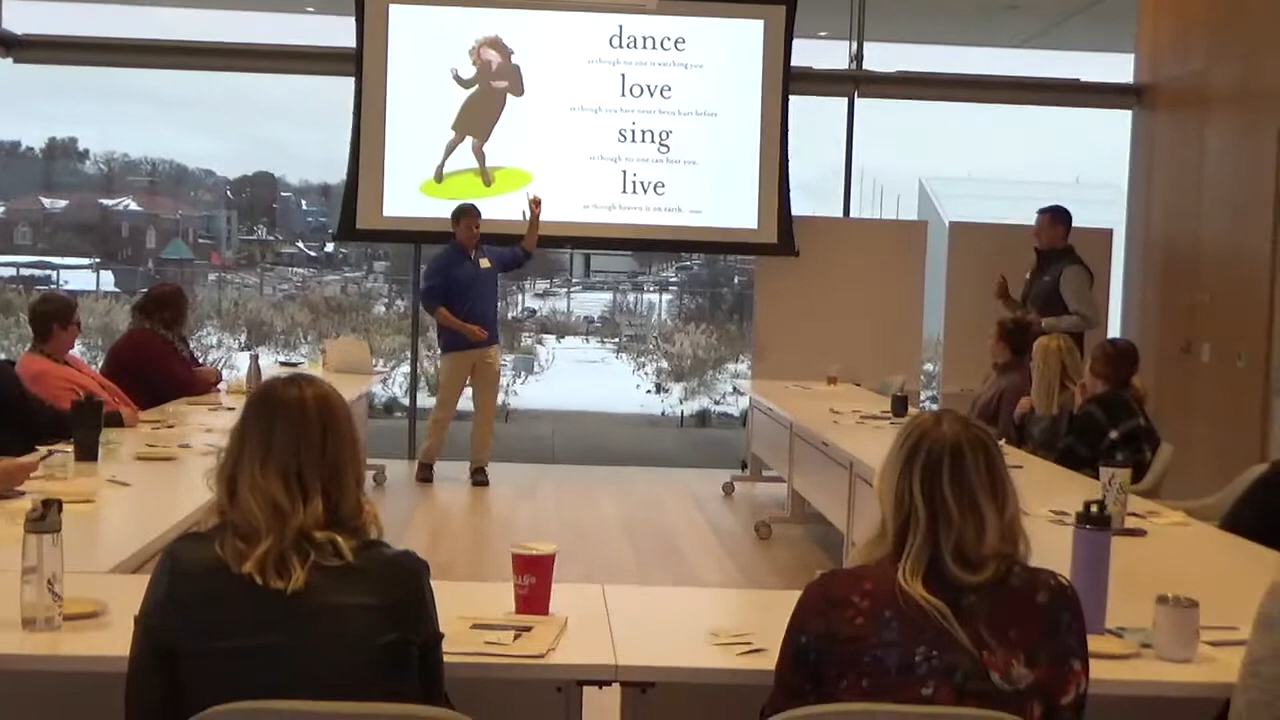 dance
as though no one is watching you
love
as though you have never been hurt before
sing
as though no one can hear you.
live
as though heaven is on earth.
Go